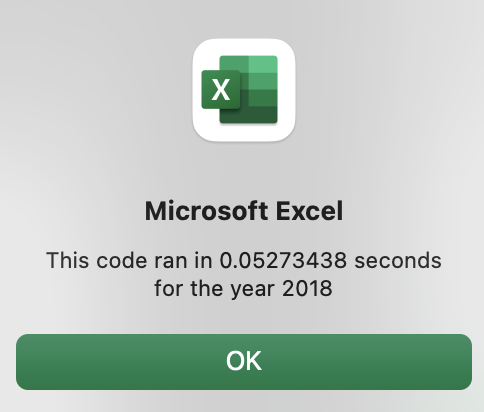 X
Microsoft Excel
This code ran in 0.05273438 seconds
for the year 2018
OK